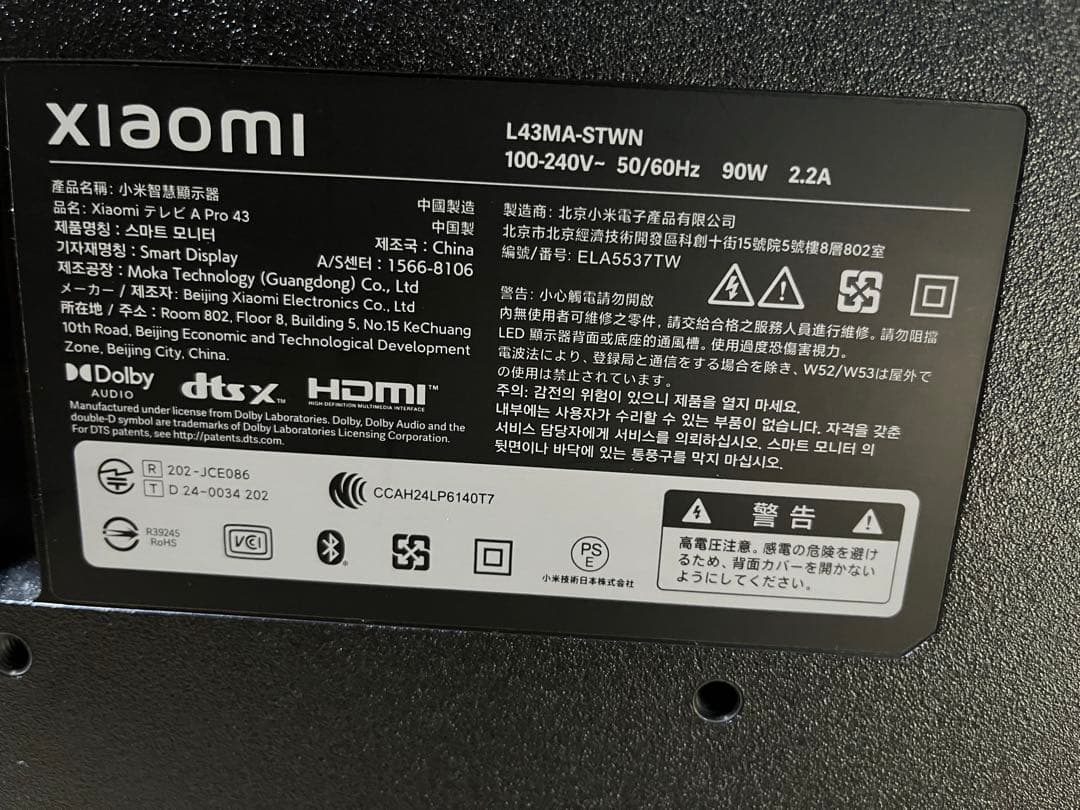 xiaomi
L43MA-STWN
100-240V~ 50/60Hz 90W 2.2A
產品名稱: 小米智慧顯示器
中國製造
品名: Xiaomi テレビ A Pro 43
中国製
제품명칭 : 스마트 모니터
제조국 : China
기자재명칭 : Smart Display
A/S센터 : 1566-8106
제조공장 : Moka Technology (Guangdong) Co., Ltd
メーカー / 제조자: Beijing Xiaomi Electronics Co., Ltd
所在地 / 주소 : Room 802, Floor 8, Building 5, No.15 KeChuang
10th Road, Beijing Economic and Technological Development
Zone, Beijing City, China.
Dolby
AUDIO
dts X™
HDMI™
HIGH-DEFINITION MULTIMEDIA INTERFACE
Manufactured under license from Dolby Laboratories. Dolby, Dolby Audio and the
double-D symbol are trademarks of Dolby Laboratories Licensing Corporation.
For DTS patents, see http://patents.dts.com.
製造商: 北京小米電子產品有限公司
北京市北京經濟技術開發區科創十街15號院5號樓8層802室
編號/番号: ELA5537TW
警告: 小心觸電請勿開啟
內無使用者可維修之零件，請交給合格之服務人員進行維修。請勿阻擋
LED 顯示器背面或底座的通風槽。使用過度恐傷害視力。
電波法により、登録局と通信をする場合を除き、W52/W53は屋外で
の使用は禁止されています。
주의: 감전의 위험이 있으니 제품을 열지 마세요.
내부에는 사용자가 수리할 수 있는 부품이 없습니다. 자격을 갖춘
서비스 담당자에게 서비스를 의뢰하십시오. 스마트 모니터 의
뒷면이나 바닥에 있는 통풍구를 막지 마십시오.
R 202-JCE086
T D 24-0034 202
CCAH24LP6140T7
R39245
RoHS
VCCI
PS
E
小米技術日本株式会社
警告
高電圧注意。感電の危険を避け
るため、背面カバーを開かない
ようにしてください。